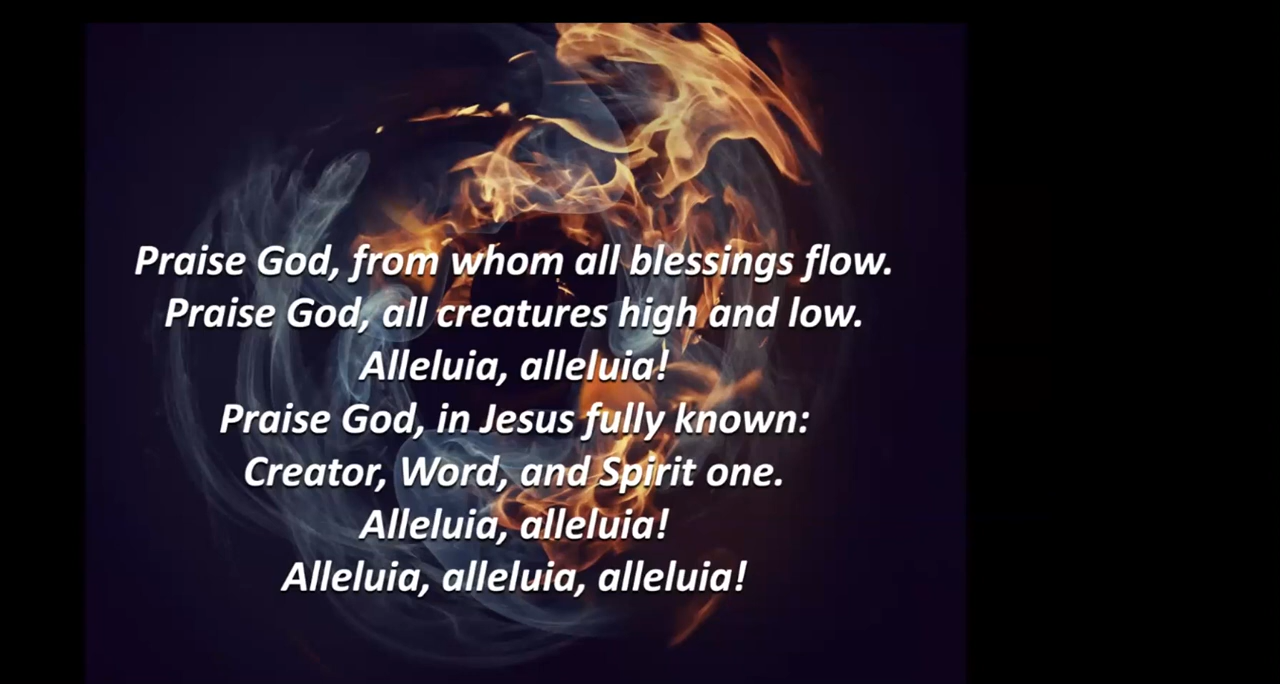 Praise God, from whom all blessings flow.
Praise God, all creatures high and low.
Alleluia, alleluia!
Praise God, in Jesus fully known:
Creator, Word, and Spirit one.
Alleluia, alleluia!
Alleluia, alleluia, alleluia!